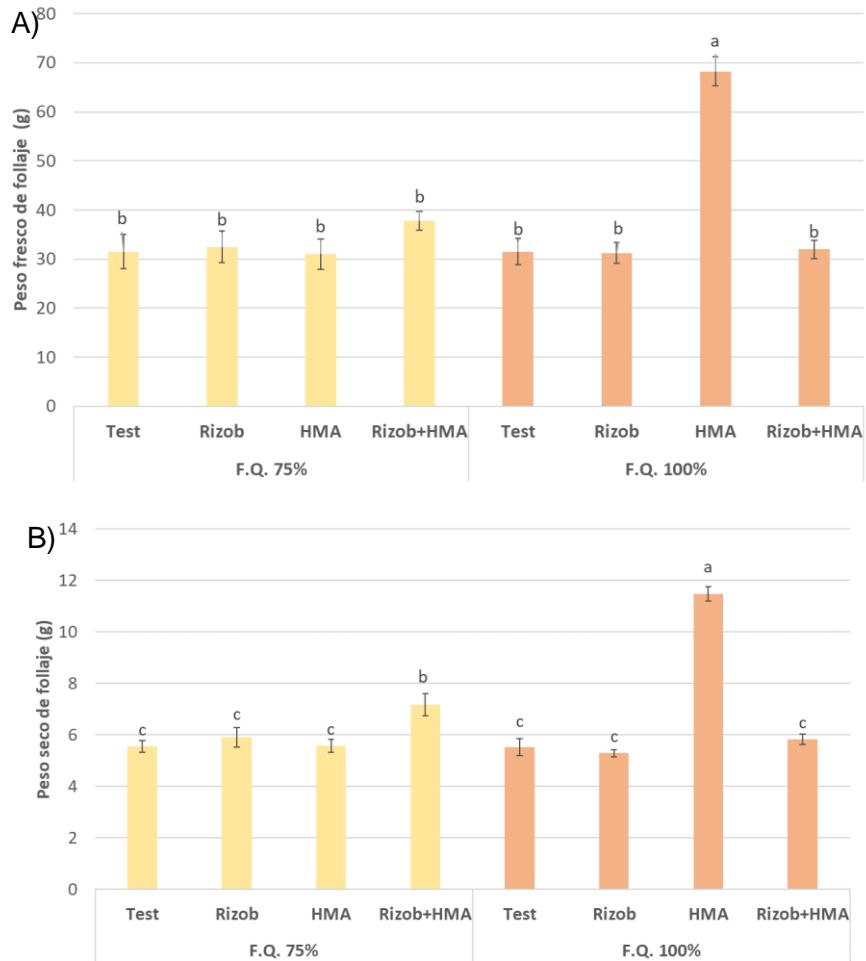 A)
Peso fresco de follaje (g)
80
70
60
50
40
30
20
10
0
b
b
b
b
b
b
a
b
Test Rizob HMA Rizob+HMA Test Rizob HMA Rizob+HMA
F.Q. 75% F.Q. 100%
B)
Peso seco de follaje (g)
14
12
10
8
6
4
2
0
c
c
c
b
c
c
a
c
Test Rizob HMA Rizob+HMA Test Rizob HMA Rizob+HMA
F.Q. 75% F.Q. 100%